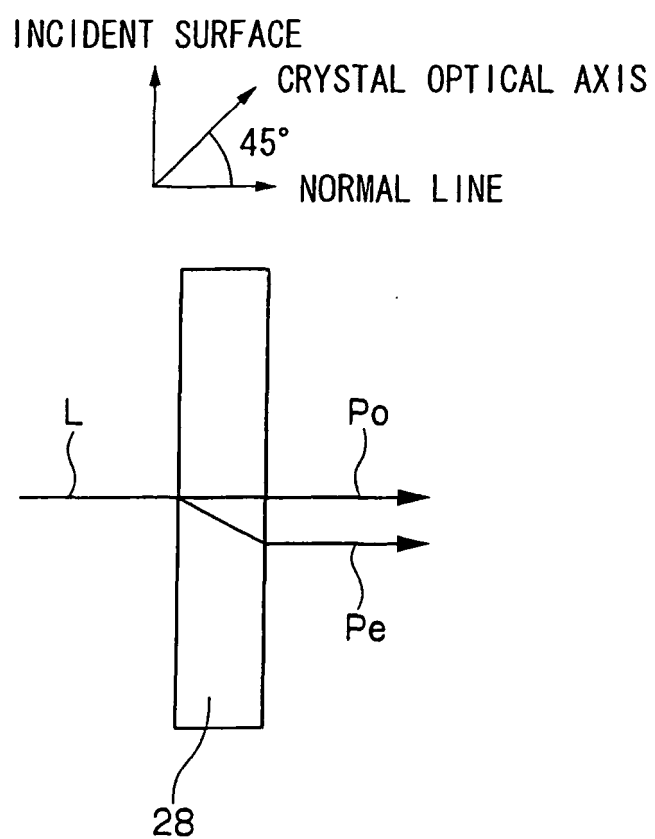 INCIDENT SURFACE
CRYSTAL OPTICAL AXIS
45°
NORMAL LINE
L
Po
Pe
28